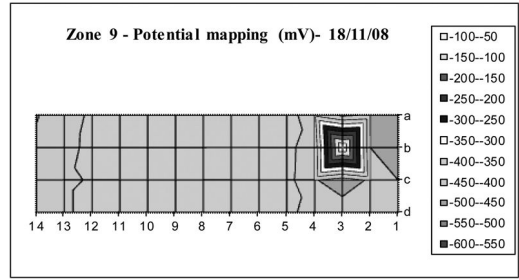 Zone 9 - Potential mapping (mV)- 18/11/08
-100--50
-150--100
-200--150
-250--200
-300--250
-350--300
-400--350
-450--400
-500--450
-550--500
-600--550
a
b
c
d
14 13 12 11 10 9 8 7 6 5 4 3 2 1